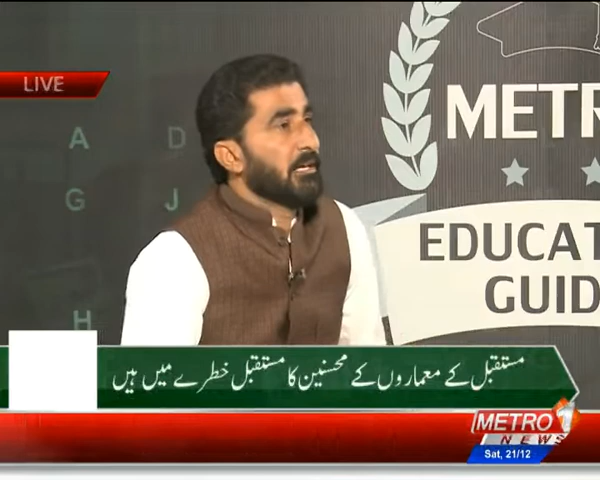 LIVE
A D
G J
H
METR
EDUCAT
GUID
مستقبل کے معماروں کے محسنین کا مستقبل خطرے میں ہیں
METRO 1
NEWS
Sat, 21/12